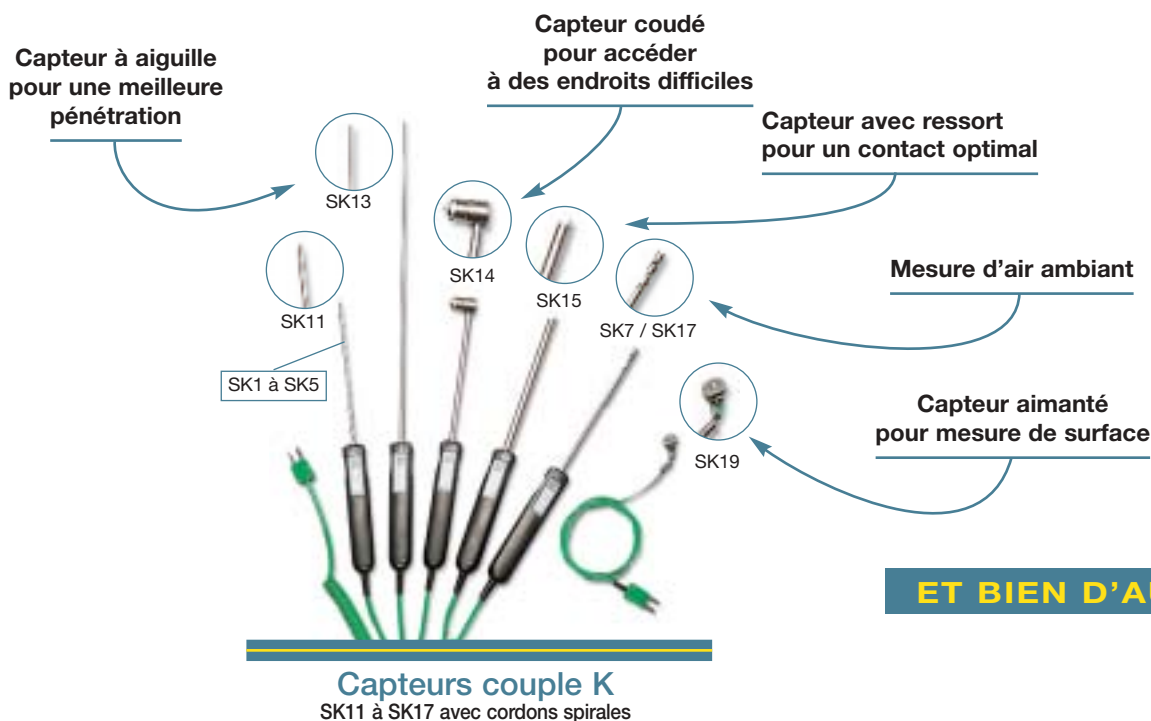 Capteur à aiguille
pour une meilleure
pénétration
Capteur coudé
pour accéder
à des endroits difficiles
Capteur avec ressort
pour un contact optimal
Mesure d'air ambiant
Capteur aimanté
pour mesure de surface
SK13
SK11
SK14
SK15
SK7 / SK17
SK1 à SK5
SK19
ET BIEN D'AU
Capteurs couple K
SK11 à SK17 avec cordons spirales